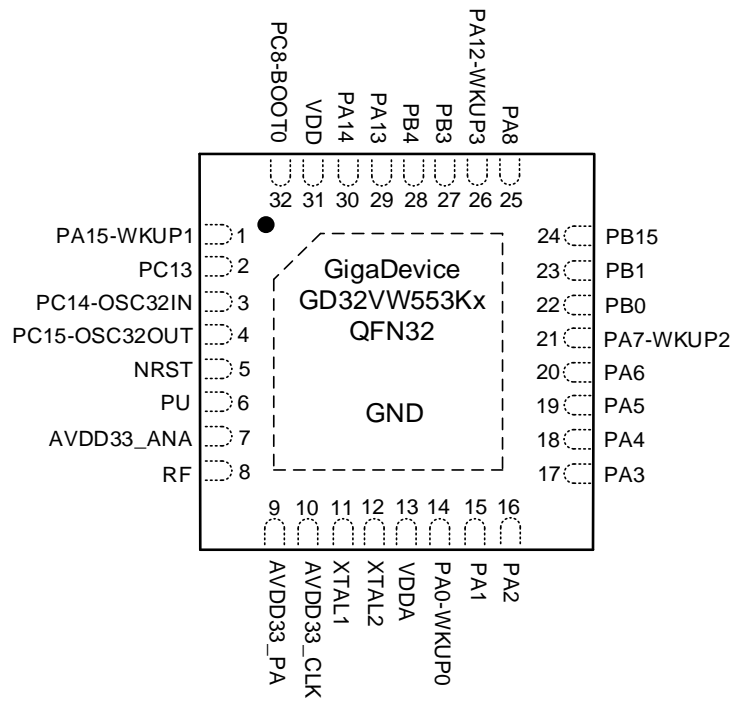 PC8-BOOT0
VDD
PA14
PA13
PB4
PB3
PA12-WKUP3
PA8
32 31 30 29 28 27 26 25
PA15-WKUP1 1
PC13 2
PC14-OSC32IN 3
PC15-OSC32OUT 4
NRST 5
PU 6
AVDD33_ANA 7
RF 8
GigaDevice
GD32VW553Kx
QFN32
GND
24 PB15
23 PB1
22 PB0
21 PA7-WKUP2
20 PA6
19 PA5
18 PA4
17 PA3
9 10 11 12 13 14 15 16
AVDD33_PA
AVDD33_CLK
XTAL1
XTAL2
VDDA
PA0-WKUP0
PA1
PA2